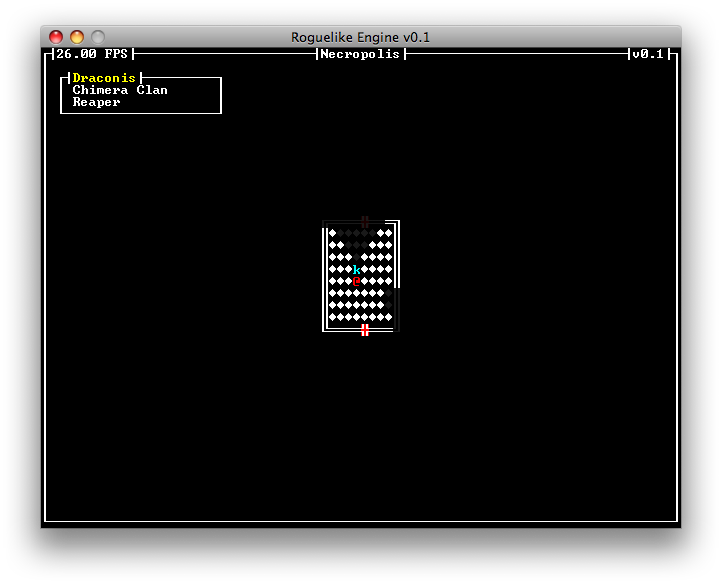 Roguelike Engine v0.1
26.00 FPS Necropolis v0.1
Draconis
Chimera Clan
Reaper
k
@